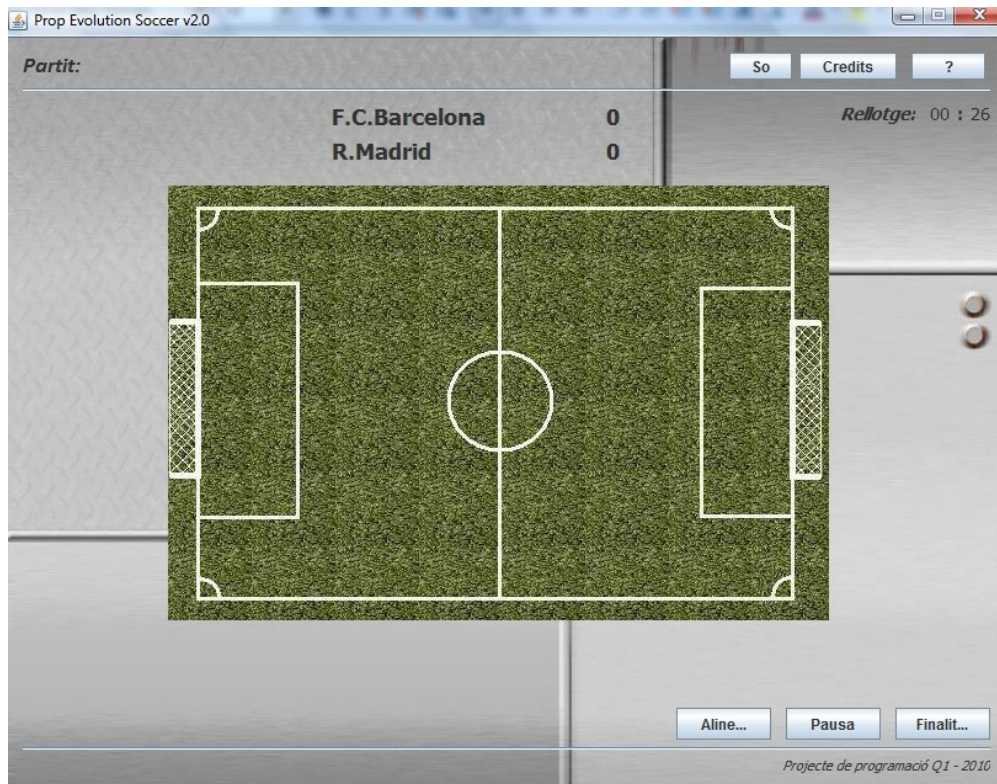 Prop Evolution Soccer v2.0
Partit:
So Credits ?
F.C.Barcelona 0
Rellotge: 00 : 26
R.Madrid 0
Aline... Pausa Finalit...
Projecte de programació Q1 - 2010